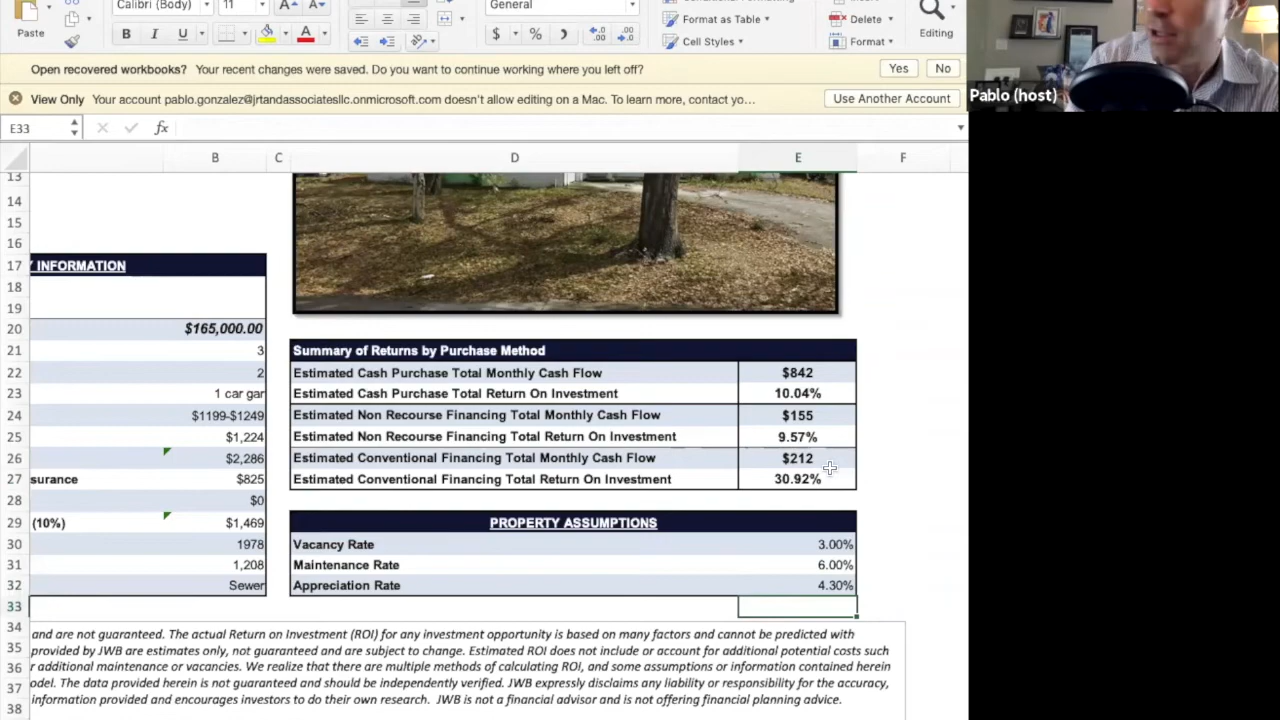 Calibri (Body) 11 General Format as Table Delete
Paste B I U A $ % Cell Styles Format Editing
Open recovered workbooks? Your recent changes were saved. Do you want to continue working where you left off? Yes No
View Only Your account pablo.gonzalez@jrtandassociatesllc.onmicrosoft.com doesn't allow editing on a Mac. To learn more, contact yo... Use Another Account
Pablo (host)
E33 fx
B C D E F
13
14
15
16
17 Y INFORMATION
18
19
20 $165,000.00
21 3 Summary of Returns by Purchase Method
22 2 Estimated Cash Purchase Total Monthly Cash Flow $842
23 1 car gar Estimated Cash Purchase Total Return On Investment 10.04%
24 $1199-$1249 Estimated Non Recourse Financing Total Monthly Cash Flow $155
25 $1,224 Estimated Non Recourse Financing Total Return On Investment 9.57%
26 $2,286 Estimated Conventional Financing Total Monthly Cash Flow $212
27 surance $825 Estimated Conventional Financing Total Return On Investment 30.92%
28 $0
29 (10%) $1,469 PROPERTY ASSUMPTIONS
30 1978 Vacancy Rate 3.00%
31 1,208 Maintenance Rate 6.00%
32 Sewer Appreciation Rate 4.30%
33
34 and are not guaranteed. The actual Return on Investment (ROI) for any investment opportunity is based on many factors and cannot be predicted with
35 provided by JWB are estimates only, not guaranteed and are subject to change. Estimated ROI does not include or account for additional potential costs such
36 r additional maintenance or vacancies. We realize that there are multiple methods of calculating ROI, and some assumptions or information contained herein
37 odel. The data provided herein is not guaranteed and should be independently verified. JWB expressly disclaims any liability or responsibility for the accuracy,
38 information provided and encourages investors to do their own research. JWB is not a financial advisor and is not offering financial planning advice.